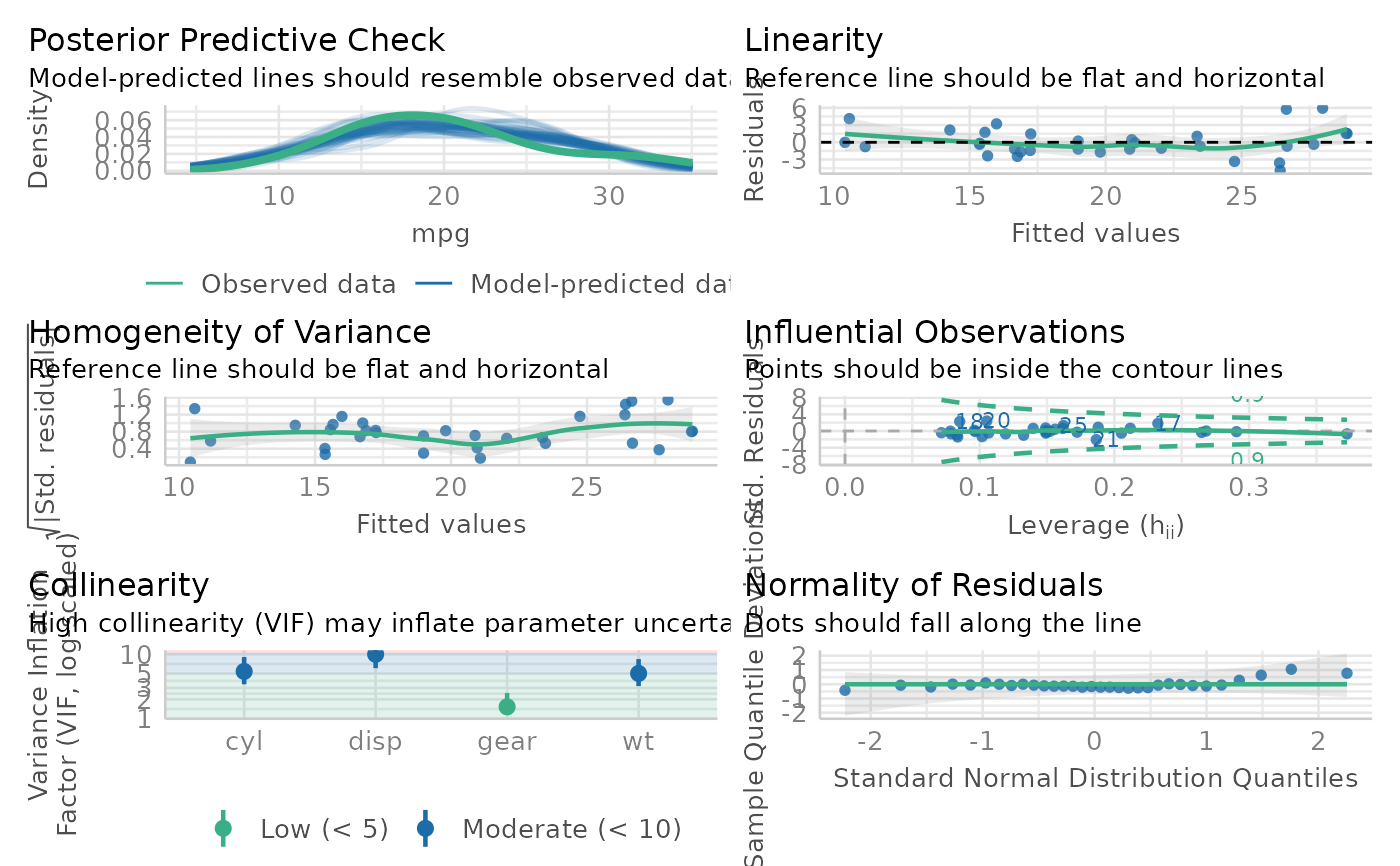 Posterior Predictive Check
Model-predicted lines should resemble observed data
Density
0.06
0.04
0.02
0.00
10 20 30
mpg
Observed data Model-predicted dat
Linearity
Reference line should be flat and horizontal
Residuals
6
3
0
-3
10 15 20 25
Fitted values
Homogeneity of Variance
Reference line should be flat and horizontal
√|Std. residuals|
1.6
1.2
0.8
0.4
10 15 20 25
Fitted values
Influential Observations
Points should be inside the contour lines
Std. Residuals
8
4
0
-4
-8
0.9
18 20 25 17
21
0.9
0.0 0.1 0.2 0.3
Leverage (hii)
Collinearity
High collinearity (VIF) may inflate parameter uncerta
Variance Inflation
Factor (VIF, log-scaled)
10
5
3
2
1
cyl disp gear wt
Low (< 5) Moderate (< 10)
Normality of Residuals
Dots should fall along the line
Sample Quantile Deviations
2
1
0
-1
-2
-2 -1 0 1 2
Standard Normal Distribution Quantiles